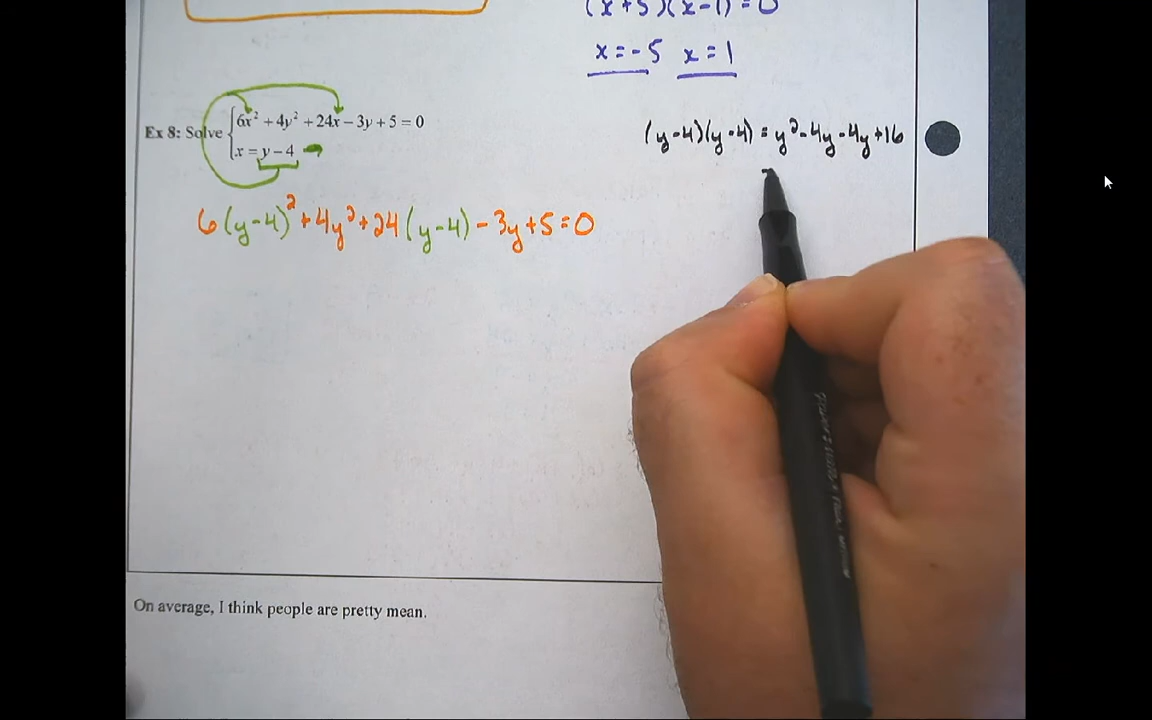 (x+5)(x-1) = 0
x = -5 x = 1
Ex 8: Solve { 6x² + 4y² + 24x − 3y + 5 = 0
x = y − 4
(y-4)(y-4) = y²-4y-4y+16
6(y-4)²+4y²+24(y-4)-3y+5=0
On average, I think people are pretty mean.